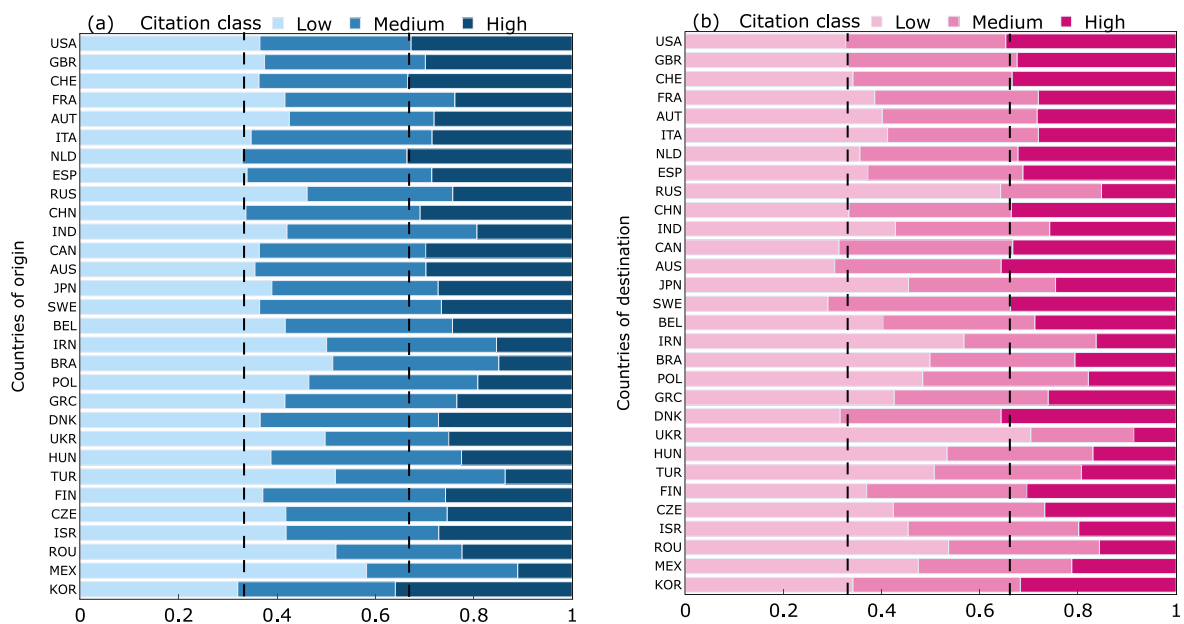 (a) Citation class Low Medium High
Countries of origin
USA
GBR
CHE
FRA
AUT
ITA
NLD
ESP
RUS
CHN
IND
CAN
AUS
JPN
SWE
BEL
IRN
BRA
POL
GRC
DNK
UKR
HUN
TUR
FIN
CZE
ISR
ROU
MEX
KOR
0 0.2 0.4 0.6 0.8 1
(b) Citation class Low Medium High
Countries of destination
USA
GBR
CHE
FRA
AUT
ITA
NLD
ESP
RUS
CHN
IND
CAN
AUS
JPN
SWE
BEL
IRN
BRA
POL
GRC
DNK
UKR
HUN
TUR
FIN
CZE
ISR
ROU
MEX
KOR
0 0.2 0.4 0.6 0.8 1